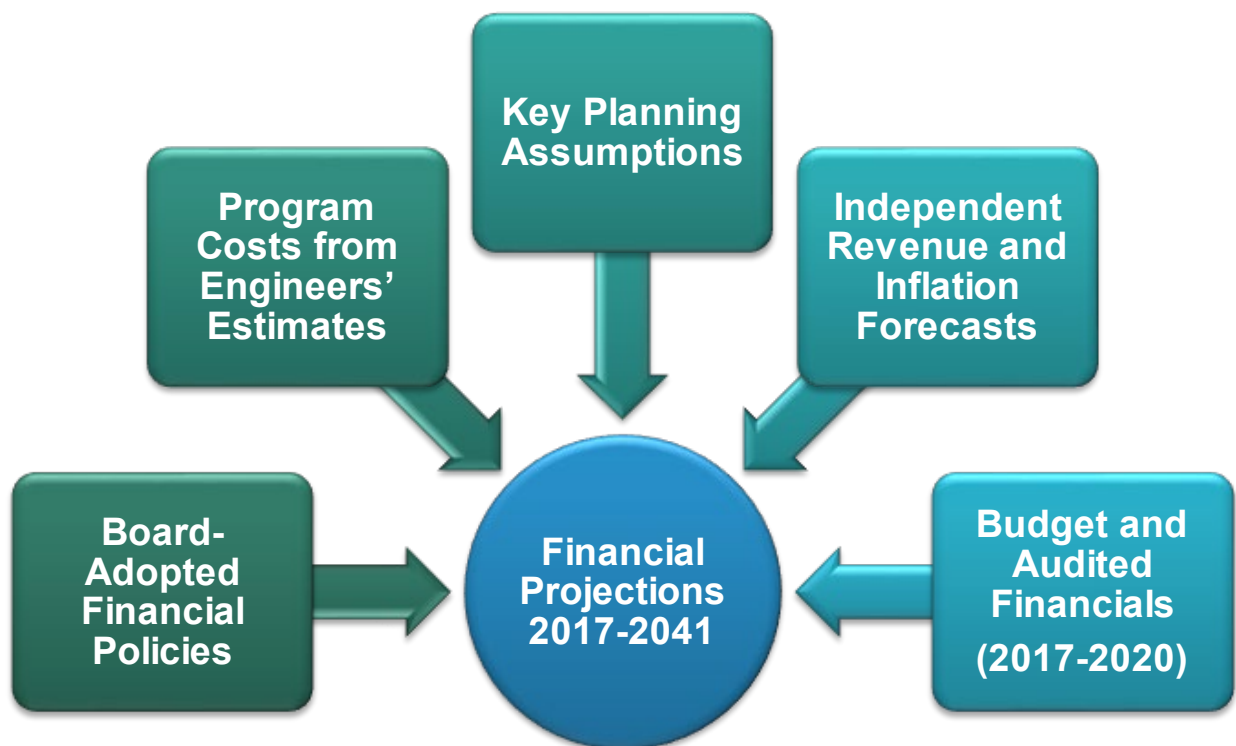 Key Planning
Assumptions
Program
Costs from
Engineers’
Estimates
Independent
Revenue and
Inflation
Forecasts
Board-
Adopted
Financial
Policies
Financial
Projections
2017-2041
Budget and
Audited
Financials
(2017-2020)